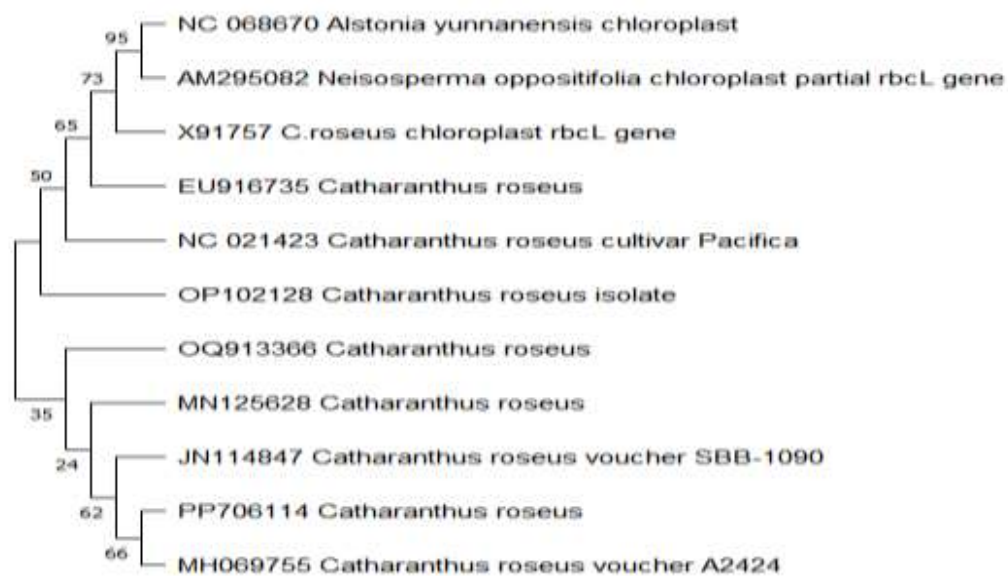 NC 068670 Alstonia yunnanensis chloroplast
95
AM295082 Neisosperma oppositifolia chloroplast partial rbcL gene
73
X91757 C.roseus chloroplast rbcL gene
65
EU916735 Catharanthus roseus
50
NC 021423 Catharanthus roseus cultivar Pacifica
OP102128 Catharanthus roseus isolate
OQ913366 Catharanthus roseus
35
MN125628 Catharanthus roseus
24
JN114847 Catharanthus roseus voucher SBB-1090
62
PP706114 Catharanthus roseus
66
MH069755 Catharanthus roseus voucher A2424